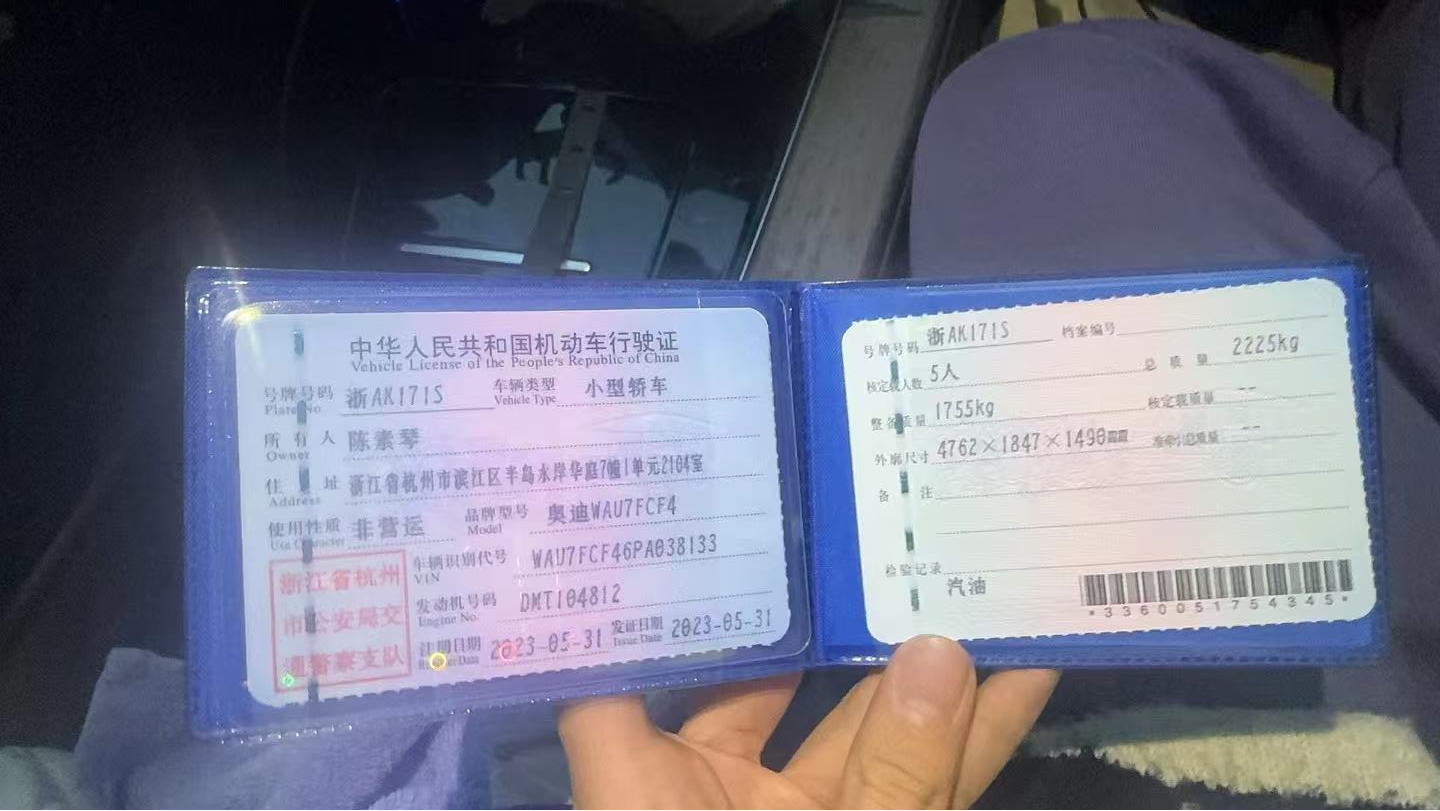 中华人民共和国机动车行驶证
Vehicle License of the People's Republic of China
号牌号码 浙AK171S 车辆类型 小型轿车
Plate No Vehicle Type
所有人 陈素琴
Owner
住址 浙江省杭州市滨江区半岛水岸华庭7幢1单元2104室
Address
使用性质 非营运 品牌型号 奥迪WAU7FCF4
Use Character Model
浙江省杭州
市公安局交
通警察支队
车辆识别代号 WAU7FCF46PA038133
VIN
发动机号码 DMT104812
Engine No.
注册日期 2023-05-31 发证日期 2023-05-31
Register Date Issue Date
号牌号码 浙AK171S 档案编号
核定载人数 5人 总质量 2225kg
整备质量 1755kg 核定载质量 --
外廓尺寸 4762×1847×1490 准牵引总质量 --
备注
检验记录
汽油
*3360051754345*